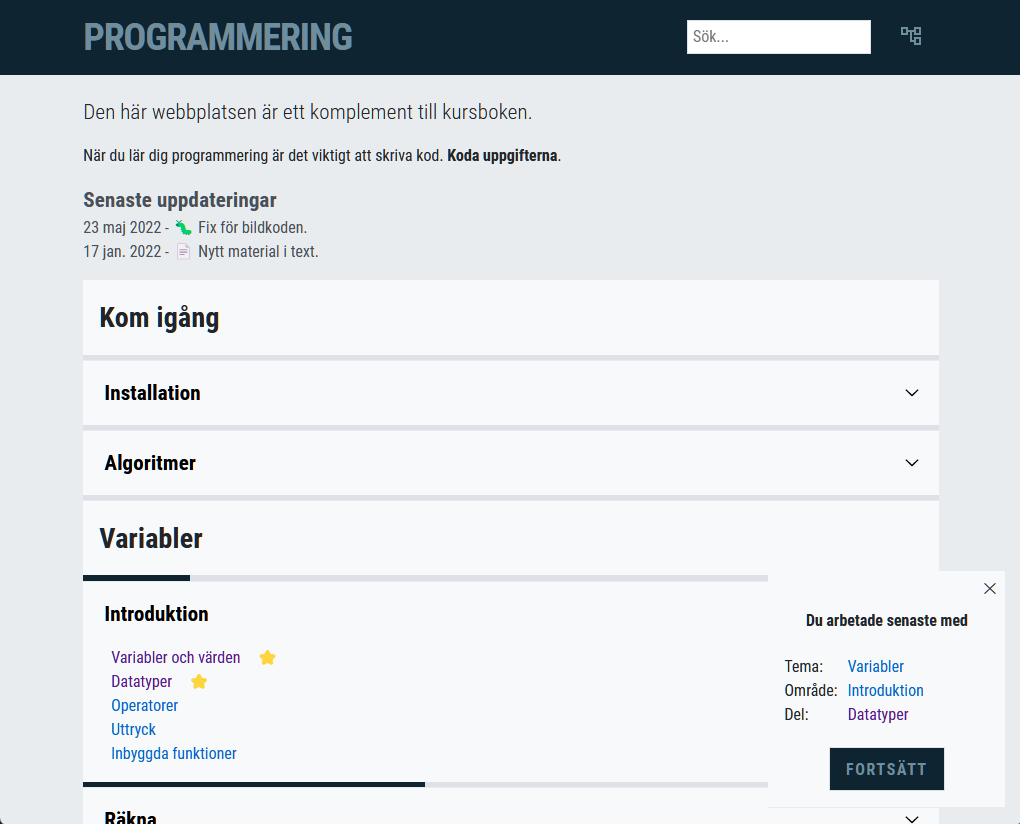 PROGRAMMERING
Sök...
Den här webbplatsen är ett komplement till kursboken.
När du lär dig programmering är det viktigt att skriva kod. Koda uppgifterna.
Senaste uppdateringar
23 maj 2022 - 🐛 Fix för bildkoden.
17 jan. 2022 - 📄 Nytt material i text.
Kom igång
Installation
Algoritmer
Variabler
Introduktion
Variabler och värden ⭐
Datatyper ⭐
Operatorer
Uttryck
Inbyggda funktioner
Räkna
Du arbetade senaste med
Tema: Variabler
Område: Introduktion
Del: Datatyper
FORTSÄTT